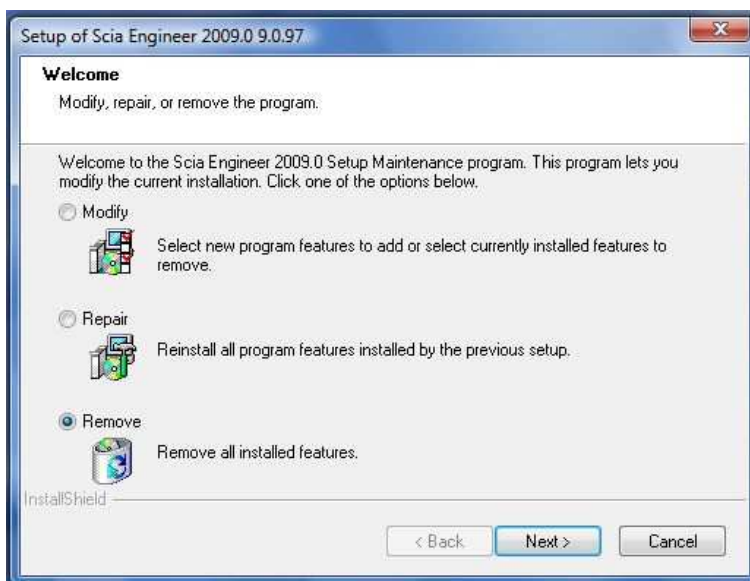 Setup of Scia Engineer 2009.0 9.0.97
Welcome
Modify, repair, or remove the program.
Welcome to the Scia Engineer 2009.0 Setup Maintenance program. This program lets you
modify the current installation. Click one of the options below.
Modify
Select new program features to add or select currently installed features to
remove.
Repair
Reinstall all program features installed by the previous setup.
Remove
Remove all installed features.
InstallShield
< Back
Next >
Cancel